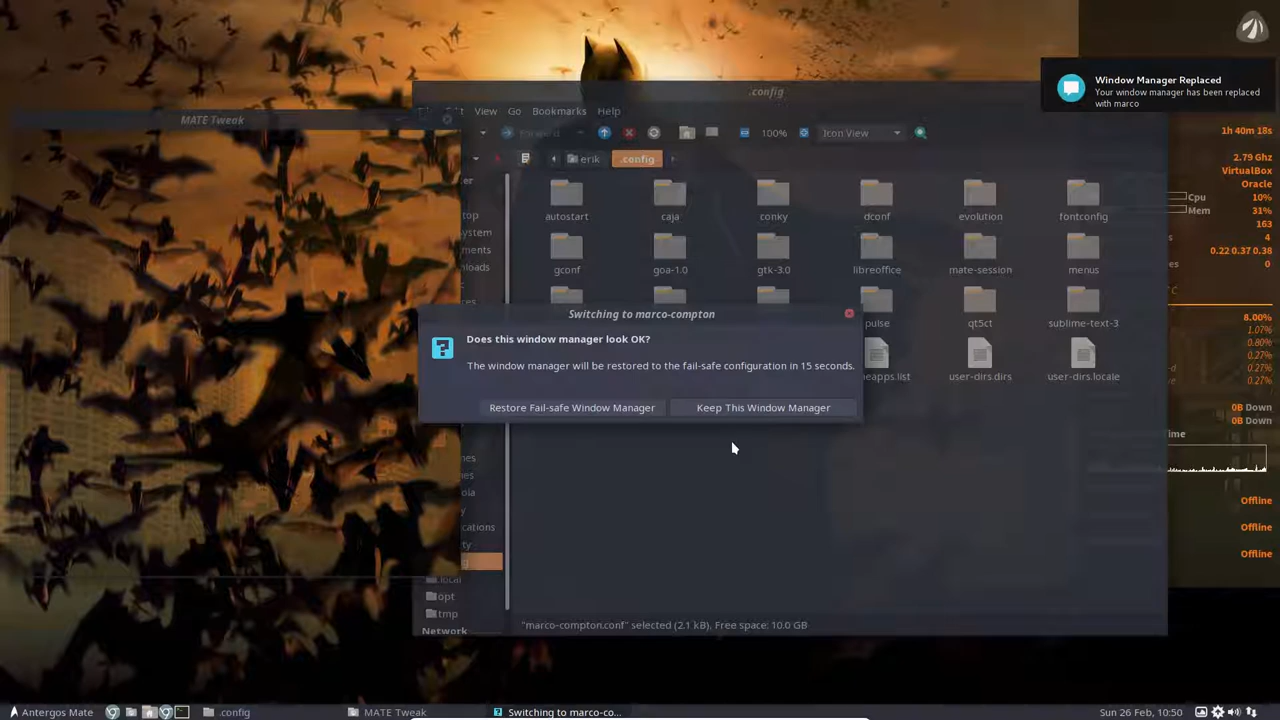 Window Manager Replaced
Your window manager has been replaced
with marco
.config
View Go Bookmarks Help
MATE Tweak
100% Icon View
erik .config
1h 40m 18s
2.79 Ghz
VirtualBox
Oracle
Cpu 10%
Mem 31%
163
4
0.22 0.37 0.38
0
autostart caja conky dconf evolution fontconfig
gconf goa-1.0 gtk-3.0 libreoffice mate-session menus
pulse qt5ct sublime-text-3
Switching to marco-compton
Does this window manager look OK?
The window manager will be restored to the fail-safe configuration in 15 seconds.
Restore Fail-safe Window Manager Keep This Window Manager
eapps.list user-dirs.dirs user-dirs.locale
8.00%
1.07%
0.80%
0.27%
0.27%
0B Down
0B Down
Offline
Offline
Offline
.local
opt
tmp
Network
"marco-compton.conf" selected (2.1 kB), Free space: 10.0 GB
Antergos Mate .config MATE Tweak Switching to marco-co... Sun 26 Feb, 10:50